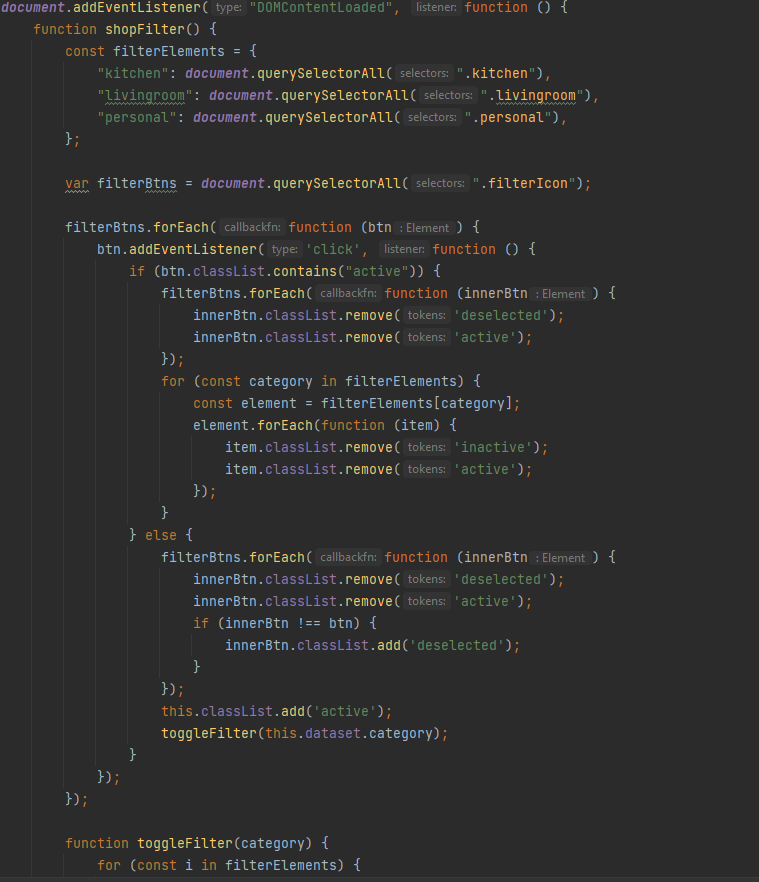 document.addEventListener( type: "DOMContentLoaded", listener: function () {
    function shopFilter() {
        const filterElements = {
            "kitchen": document.querySelectorAll( selectors: ".kitchen"),
            "livingroom": document.querySelectorAll( selectors: ".livingroom"),
            "personal": document.querySelectorAll( selectors: ".personal"),
        };

        var filterBtns = document.querySelectorAll( selectors: ".filterIcon");

        filterBtns.forEach( callbackfn: function (btn : Element ) {
            btn.addEventListener( type: 'click', listener: function () {
                if (btn.classList.contains("active")) {
                    filterBtns.forEach( callbackfn: function (innerBtn : Element ) {
                        innerBtn.classList.remove( tokens: 'deselected');
                        innerBtn.classList.remove( tokens: 'active');
                    });
                    for (const category in filterElements) {
                        const element = filterElements[category];
                        element.forEach(function (item) {
                            item.classList.remove( tokens: 'inactive');
                            item.classList.remove( tokens: 'active');
                        });
                    }
                } else {
                    filterBtns.forEach( callbackfn: function (innerBtn : Element ) {
                        innerBtn.classList.remove( tokens: 'deselected');
                        innerBtn.classList.remove( tokens: 'active');
                        if (innerBtn !== btn) {
                            innerBtn.classList.add('deselected');
                        }
                    });
                    this.classList.add('active');
                    toggleFilter(this.dataset.category);
                }
            });
        });

        function toggleFilter(category) {
            for (const i in filterElements) {